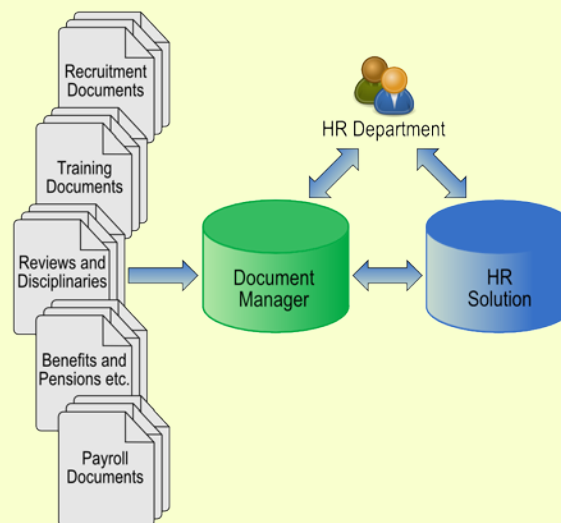 Recruitment
Documents
Training
Documents
Reviews and
Disciplinaries
Benefits and
Pensions etc.
Payroll
Documents
HR Department
Document
Manager
HR
Solution